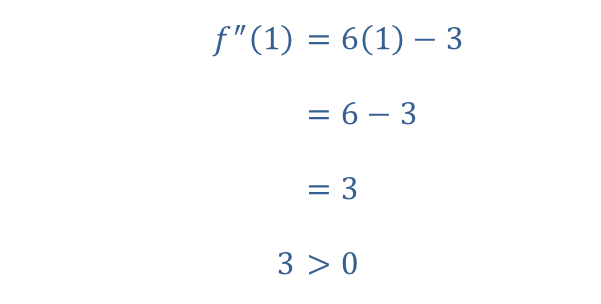 f″(1) = 6(1) − 3
= 6 − 3
= 3
3 > 0